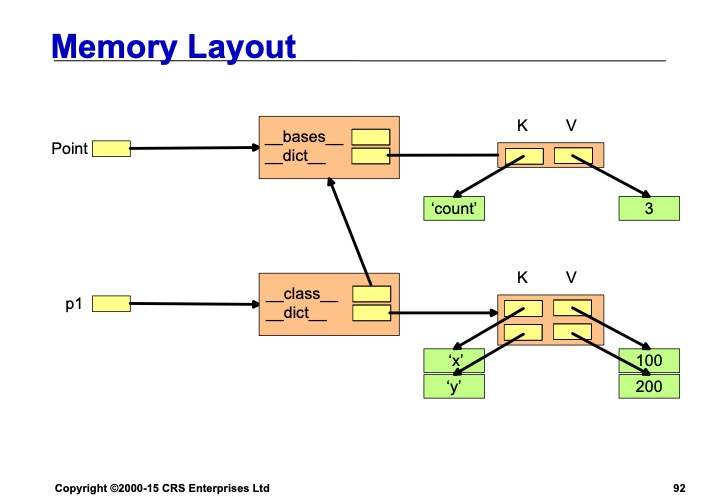 Memory Layout
K V
Point
__bases__
__dict__
‘count’ 3
K V
p1
__class__
__dict__
‘x’ 100
‘y’ 200
Copyright ©2000-15 CRS Enterprises Ltd 92